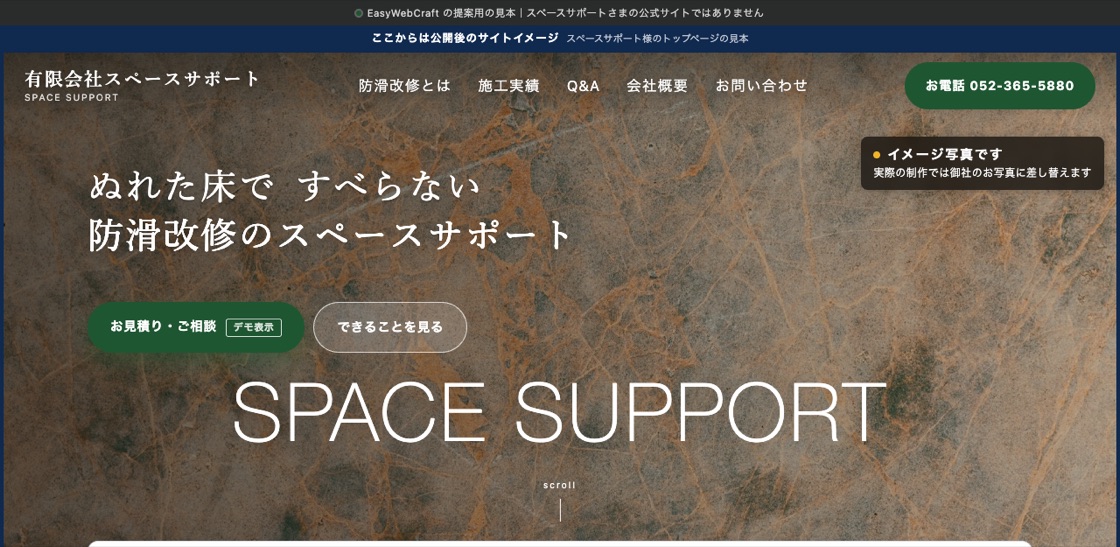 EasyWebCraft の提案用の見本｜スペースサポートさまの公式サイトではありません
ここからは公開後のサイトイメージ スペースサポート様のトップページの見本
有限会社スペースサポート
SPACE SUPPORT
防滑改修とは 施工実績 Q&A 会社概要 お問い合わせ
お電話 052-365-5880
イメージ写真です
実際の制作では御社のお写真に差し替えます
ぬれた床で すべらない
防滑改修のスペースサポート
お見積り・ご相談 デモ表示 できることを見る
SPACE SUPPORT
scroll